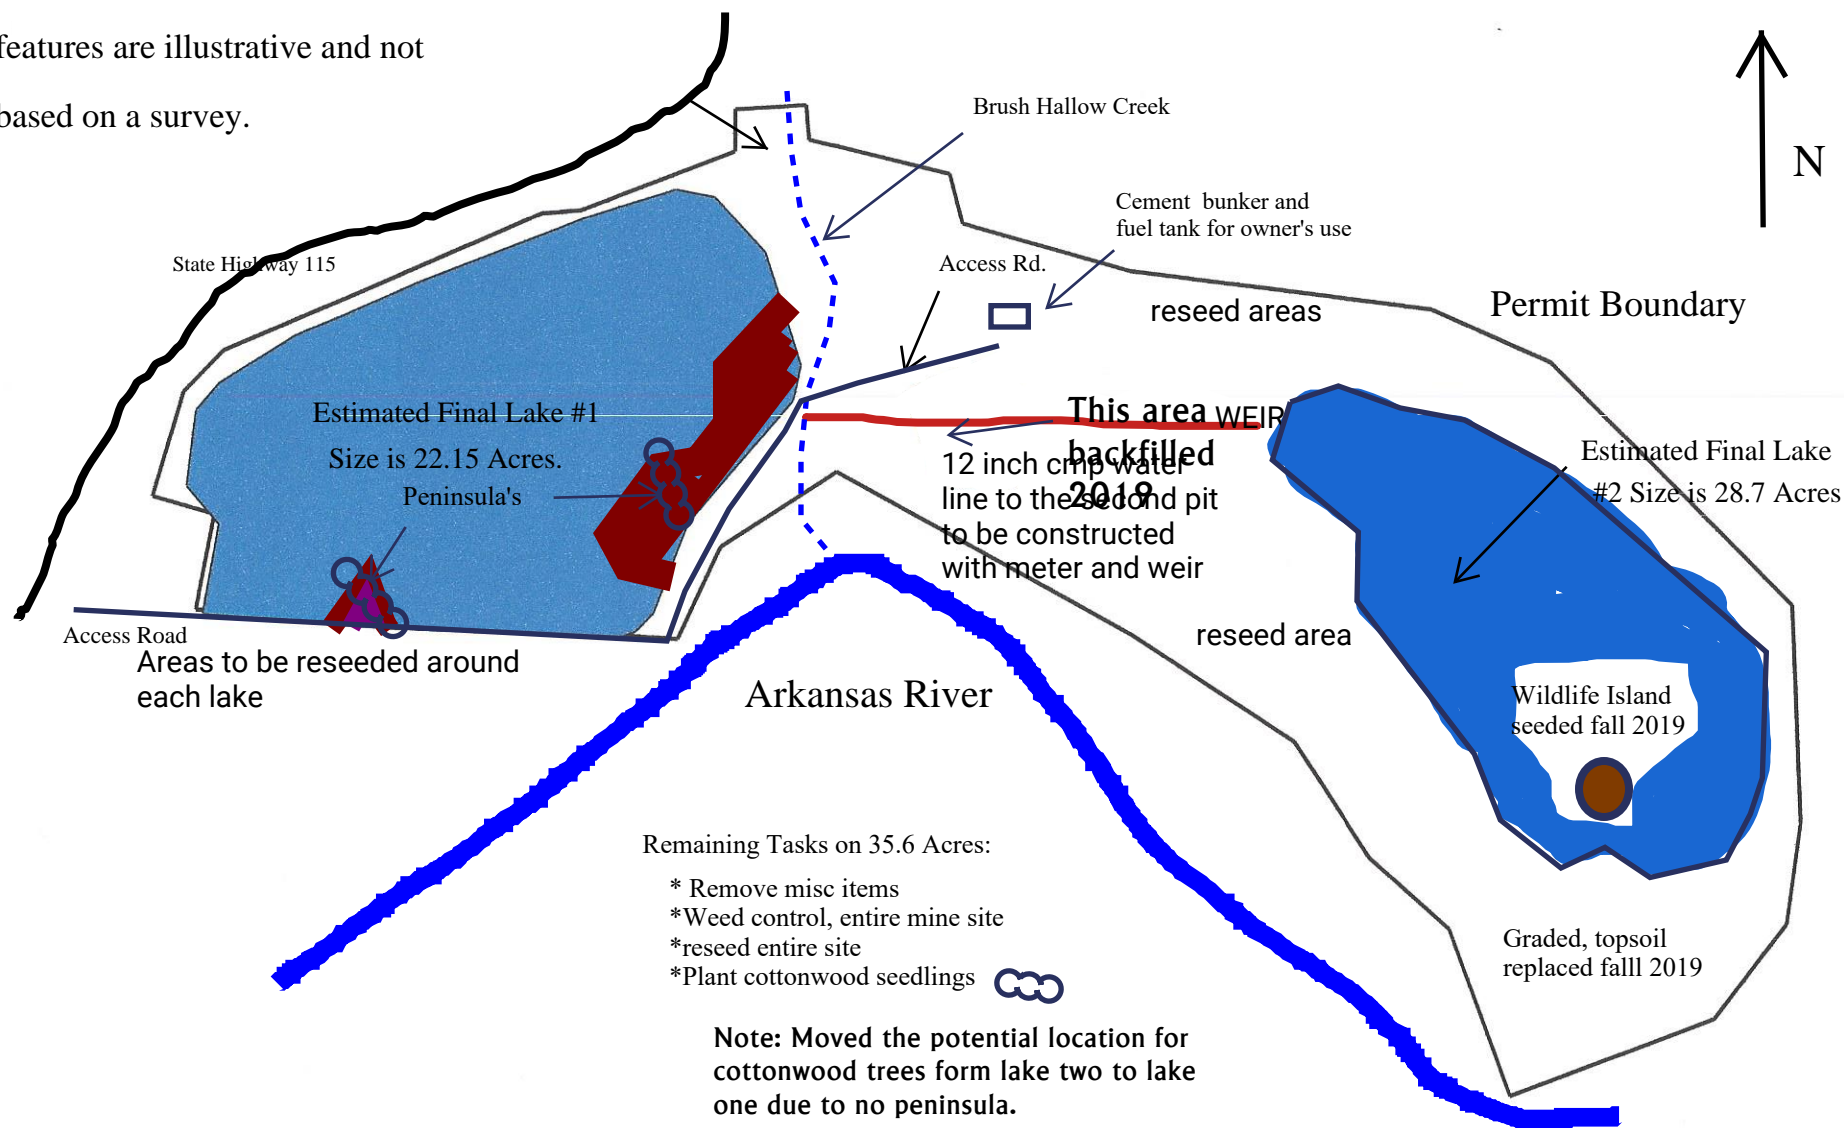 features are illustrative and not
based on a survey.
Brush Hallow Creek
N
Cement bunker and
fuel tank for owner's use
State Highway 115
Access Rd.
reseed areas
Permit Boundary
Estimated Final Lake #1
Size is 22.15 Acres.
Peninsula's
This area
backfilled
2019
WEIR
12 inch cmp water
line to the second pit
to be constructed
with meter and weir
Estimated Final Lake
#2 Size is 28.7 Acres
Access Road
Areas to be reseeded around
each lake
reseed area
Arkansas River
Wildlife Island
seeded fall 2019
Remaining Tasks on 35.6 Acres:
* Remove misc items
*Weed control, entire mine site
*reseed entire site
*Plant cottonwood seedlings
Graded, topsoil
replaced falll 2019
Note: Moved the potential location for
cottonwood trees form lake two to lake
one due to no peninsula.